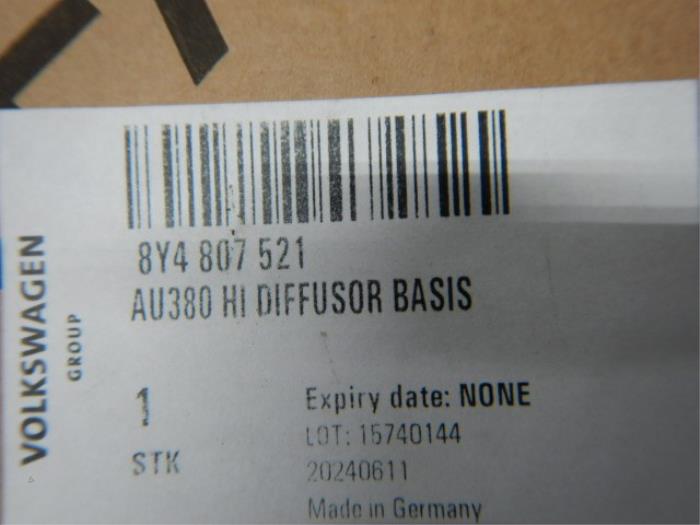 8Y4 807 521
AU380 HI DIFFUSOR BASIS
VOLKSWAGEN
GROUP
1
STK
Expiry date: NONE
LOT: 15740144
20240611
Made in Germany